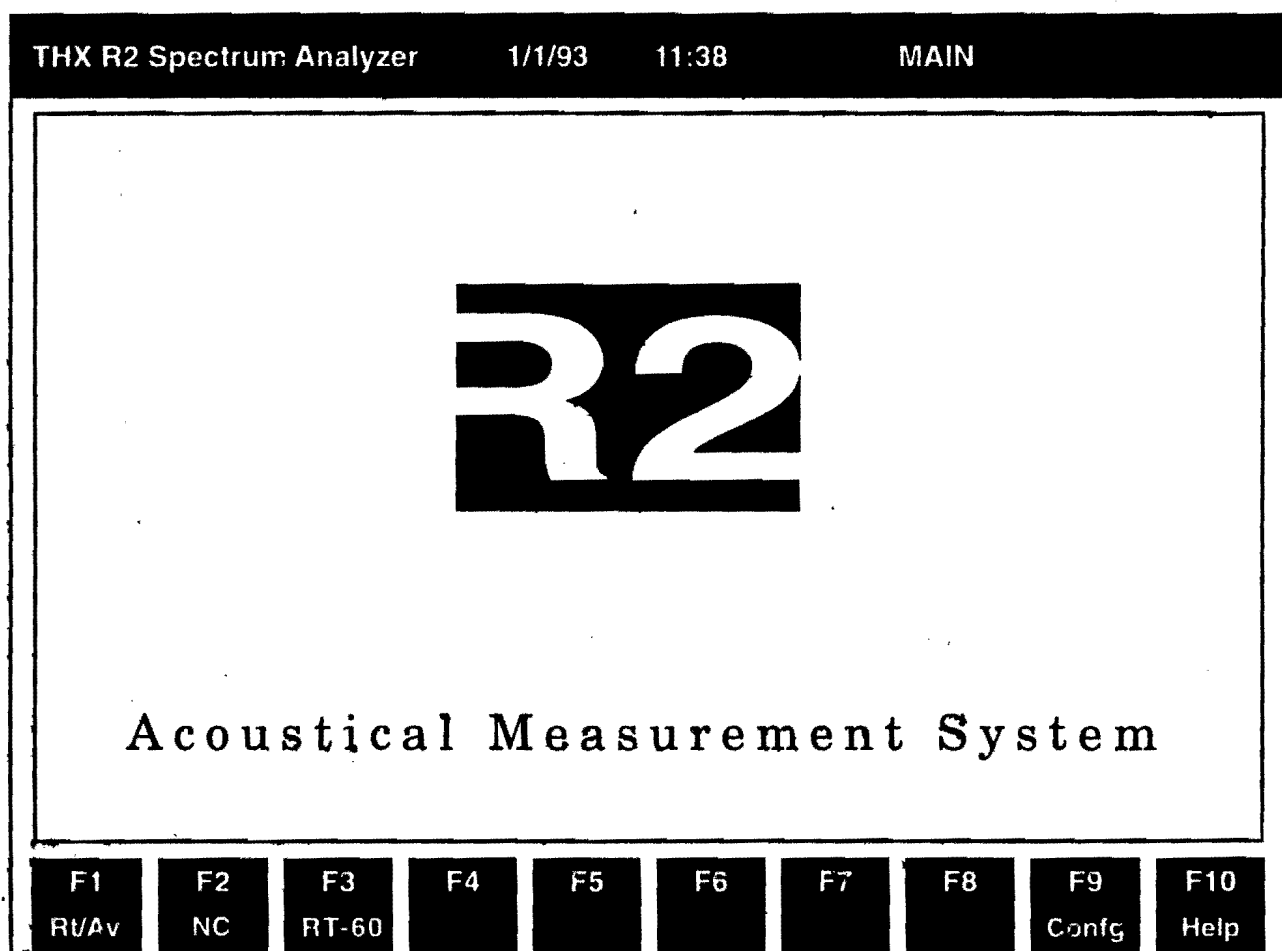 THX R2 Spectrum Analyzer 1/1/93 11:38 MAIN
R2
Acoustical Measurement System
F1 F2 F3 F4 F5 F6 F7 F8 F9 F10
Rt/Av NC RT-60 Confg Help